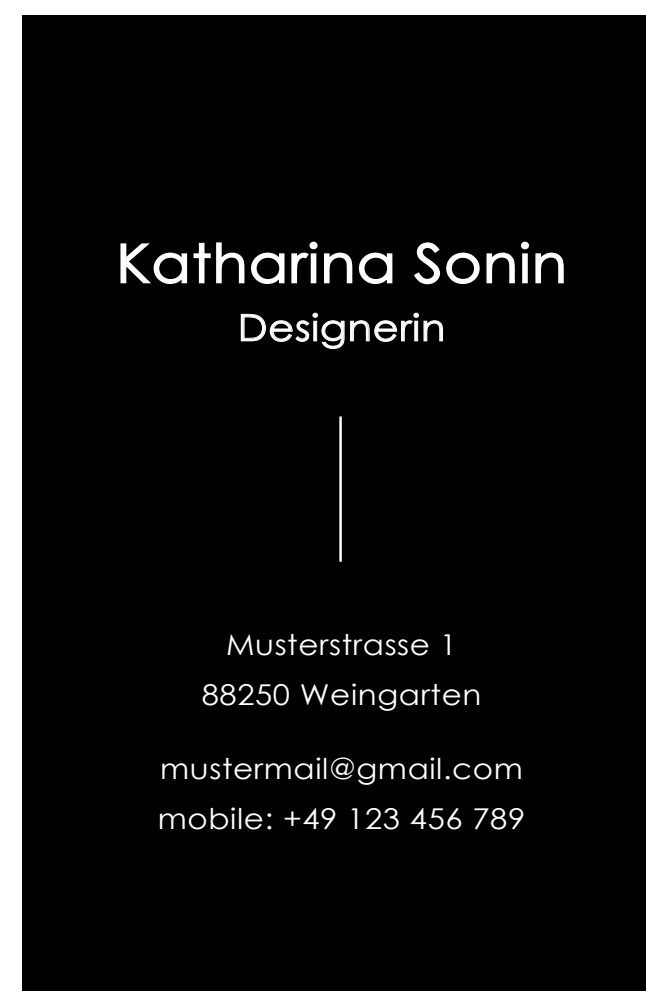 Katharina Sonin
Designerin
Musterstrasse 1
88250 Weingarten
mustermail@gmail.com
mobile: +49 123 456 789